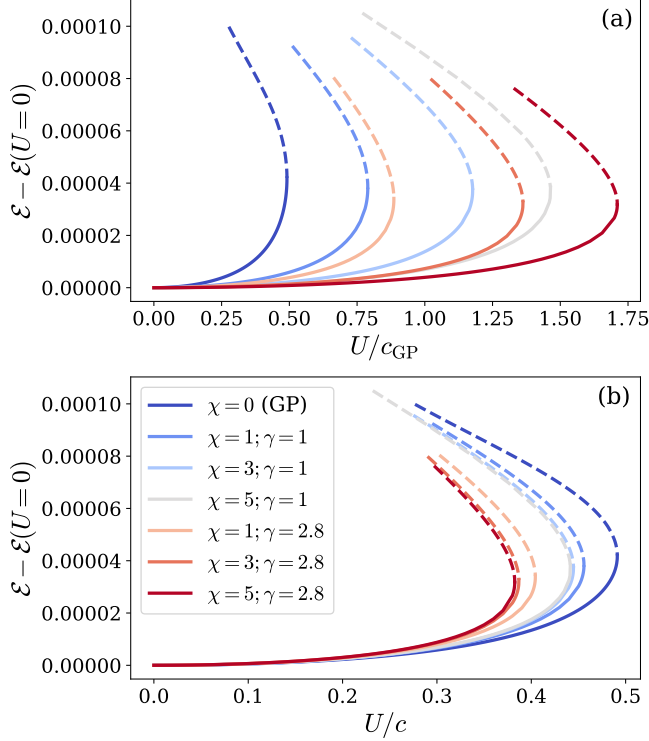 (a)
0.00010
0.00008
0.00006
0.00004
0.00002
0.00000
ℰ − ℰ(U = 0)
0.00 0.25 0.50 0.75 1.00 1.25 1.50 1.75
U/c_GP
(b)
0.00010
0.00008
0.00006
0.00004
0.00002
0.00000
ℰ − ℰ(U = 0)
χ = 0 (GP)
χ = 1; γ = 1
χ = 3; γ = 1
χ = 5; γ = 1
χ = 1; γ = 2.8
χ = 3; γ = 2.8
χ = 5; γ = 2.8
0.0 0.1 0.2 0.3 0.4 0.5
U/c